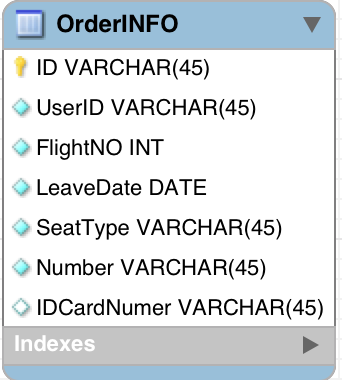 OrderINFO
ID VARCHAR(45)
UserID VARCHAR(45)
FlightNO INT
LeaveDate DATE
SeatType VARCHAR(45)
Number VARCHAR(45)
IDCardNumer VARCHAR(45)
Indexes